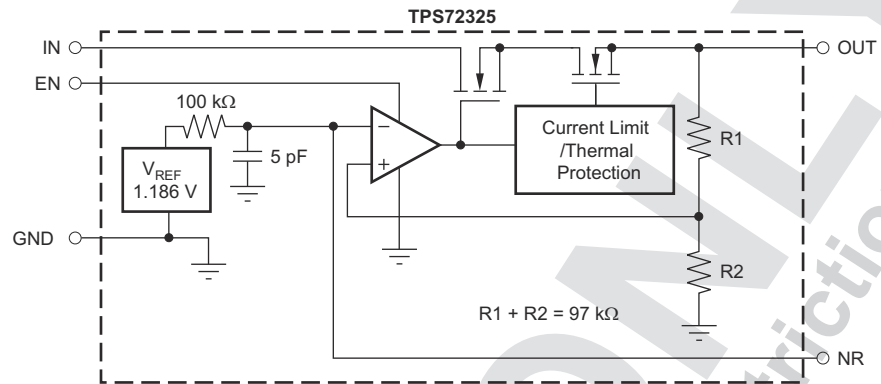 TPS72325
IN
OUT
EN
100 kΩ
5 pF
−
+
Current Limit
/Thermal
Protection
R1
VREF
1.186 V
GND
R2
R1 + R2 = 97 kΩ
NR